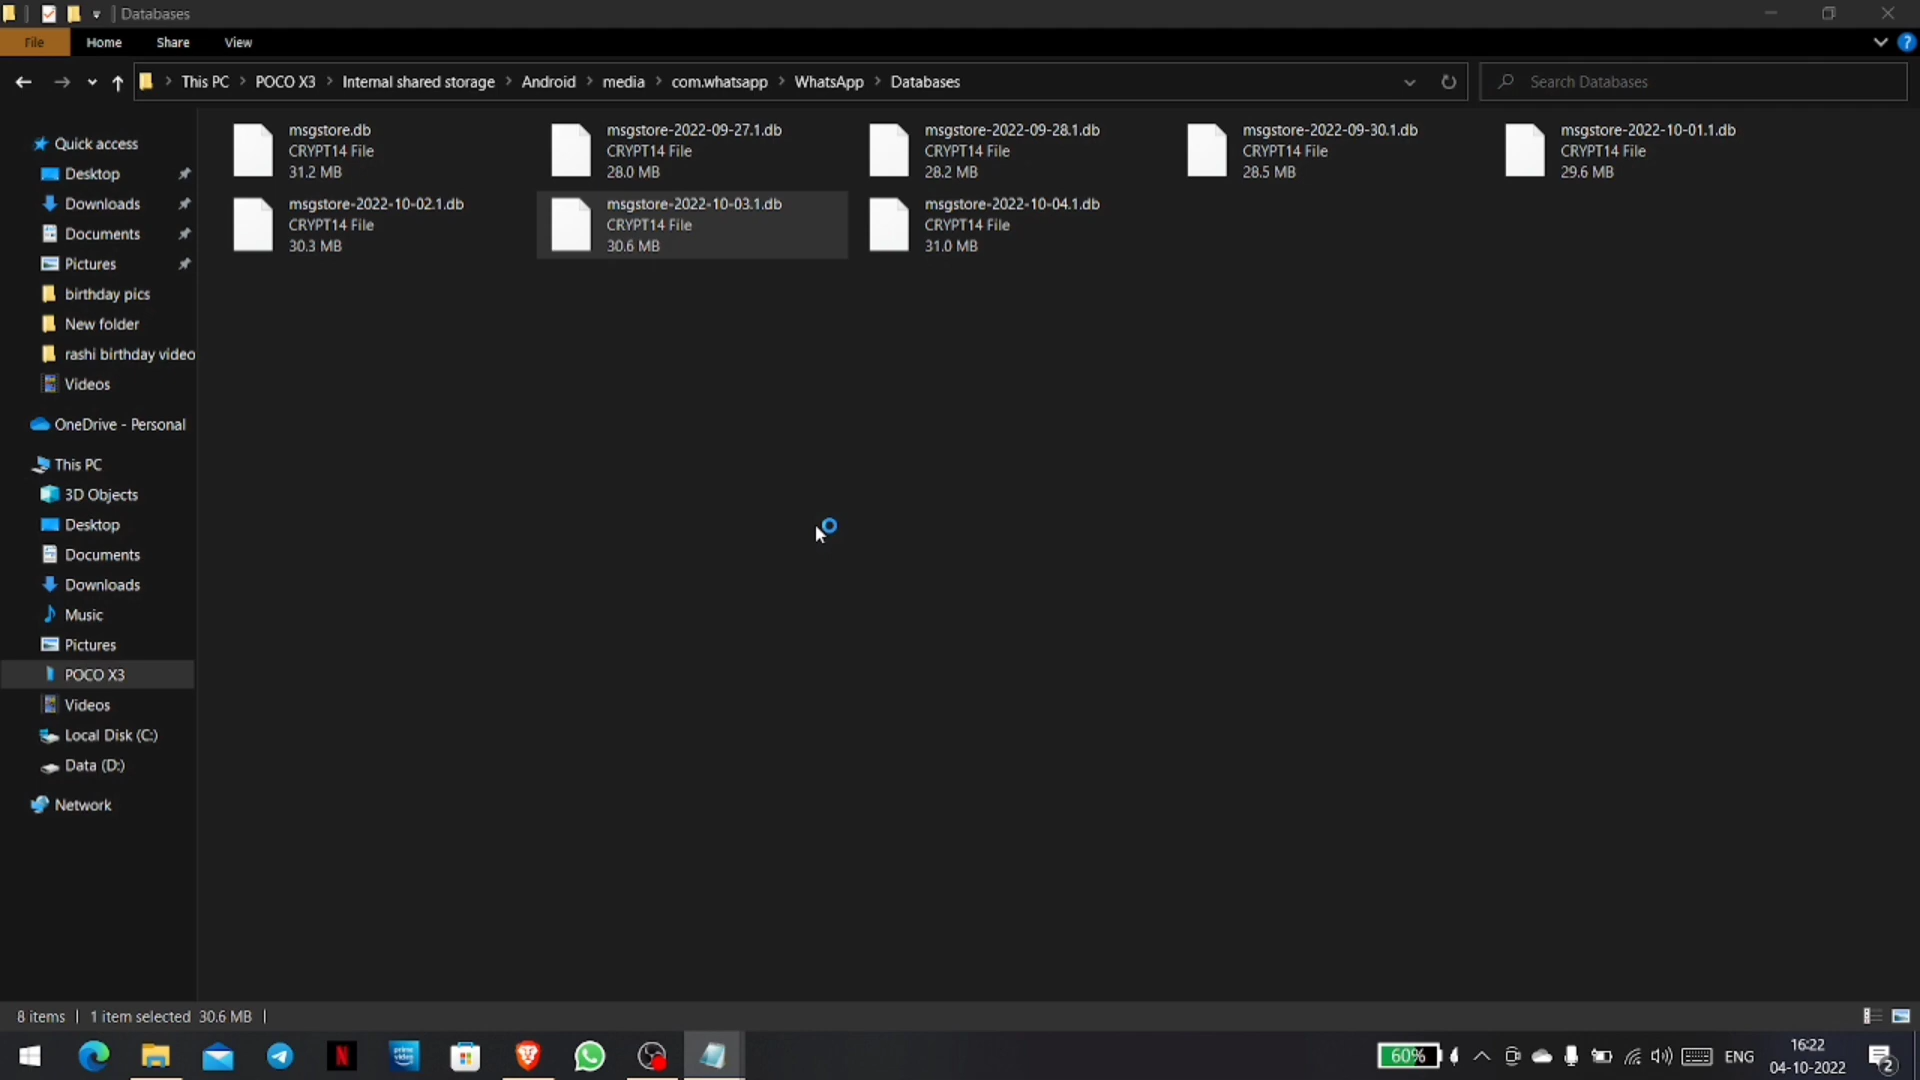 Databases
File Home Share View
This PC Poco X3 Internal shared storage Android media com.whatsapp WhatsApp Databases Search Databases
Quick access
Desktop
Downloads
Documents
Pictures
birthday pics
New folder
rashi birthday video
Videos
OneDrive - Personal
This PC
3D Objects
Desktop
Documents
Downloads
Music
Pictures
POCO X3
Videos
Local Disk (C:)
Data (D:)
Network
msgstore.db
CRYPT14 File
31.2 MB
msgstore-2022-09-27.1.db
CRYPT14 File
28.0 MB
msgstore-2022-09-28.1.db
CRYPT14 File
28.2 MB
msgstore-2022-09-30.1.db
CRYPT14 File
28.5 MB
msgstore-2022-10-01.1.db
CRYPT14 File
29.6 MB
msgstore-2022-10-02.1.db
CRYPT14 File
30.3 MB
msgstore-2022-10-03.1.db
CRYPT14 File
30.6 MB
msgstore-2022-10-04.1.db
CRYPT14 File
31.0 MB
8 items 1 item selected 30.6 MB
N
prime video
60%
ENG
16:22
04-10-2022
2